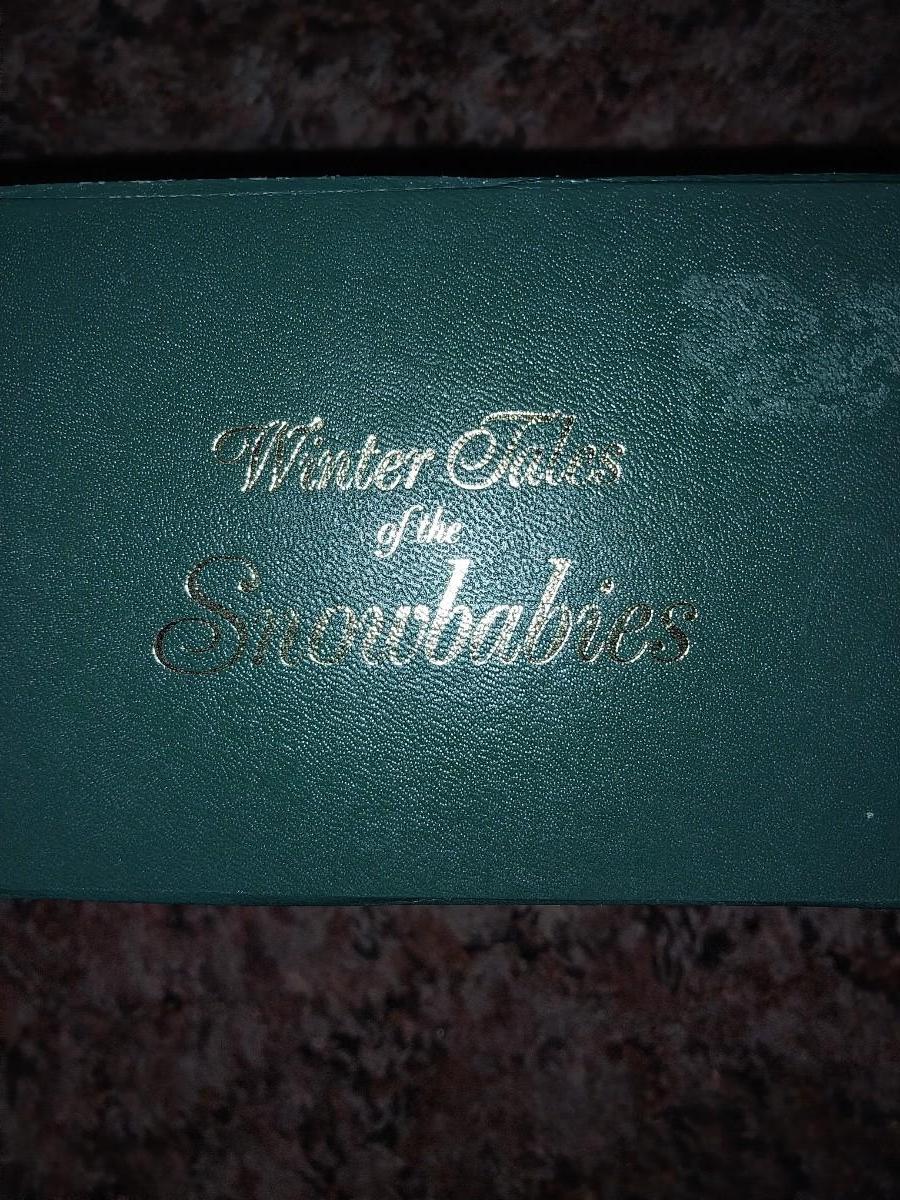 Winter Tales
of the
Snowbabies